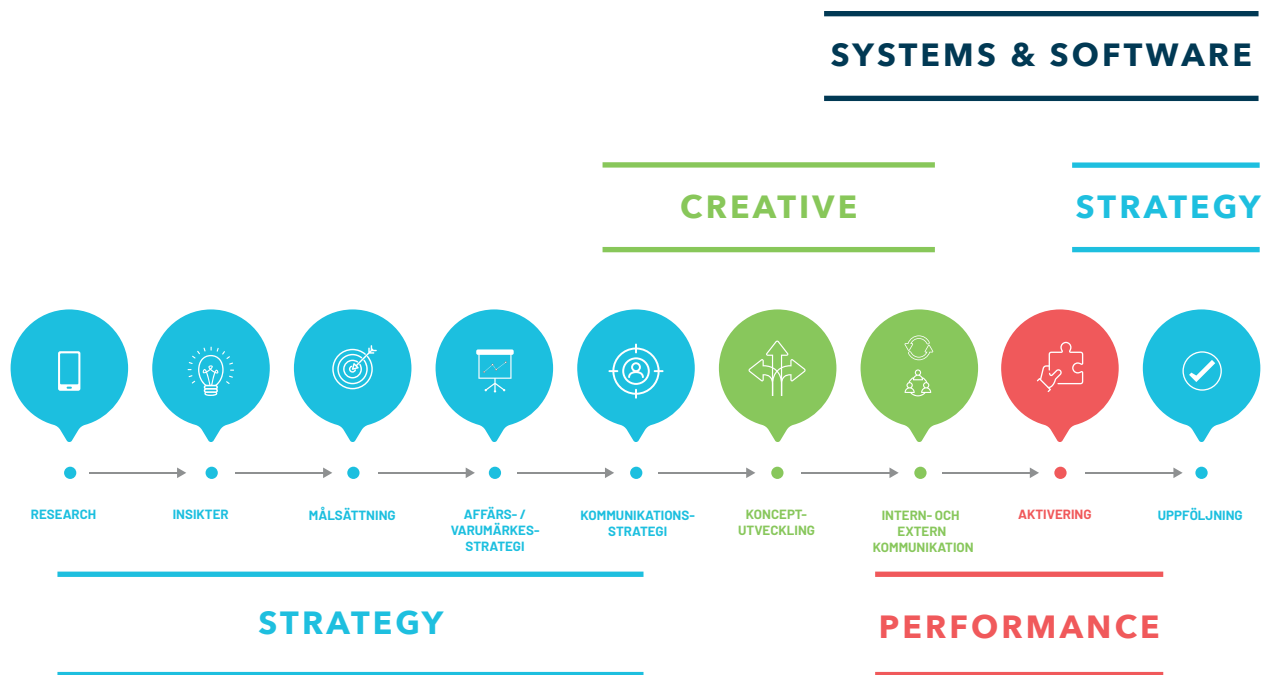 SYSTEMS & SOFTWARE
CREATIVE
STRATEGY
RESEARCH
INSIKTER
MÅLSÄTTNING
AFFÄRS- /
VARUMÄRKES-
STRATEGI
KOMMUNIKATIONS-
STRATEGI
KONCEPT-
UTVECKLING
INTERN- OCH
EXTERN
KOMMUNIKATION
AKTIVERING
UPPFÖLJNING
STRATEGY
PERFORMANCE